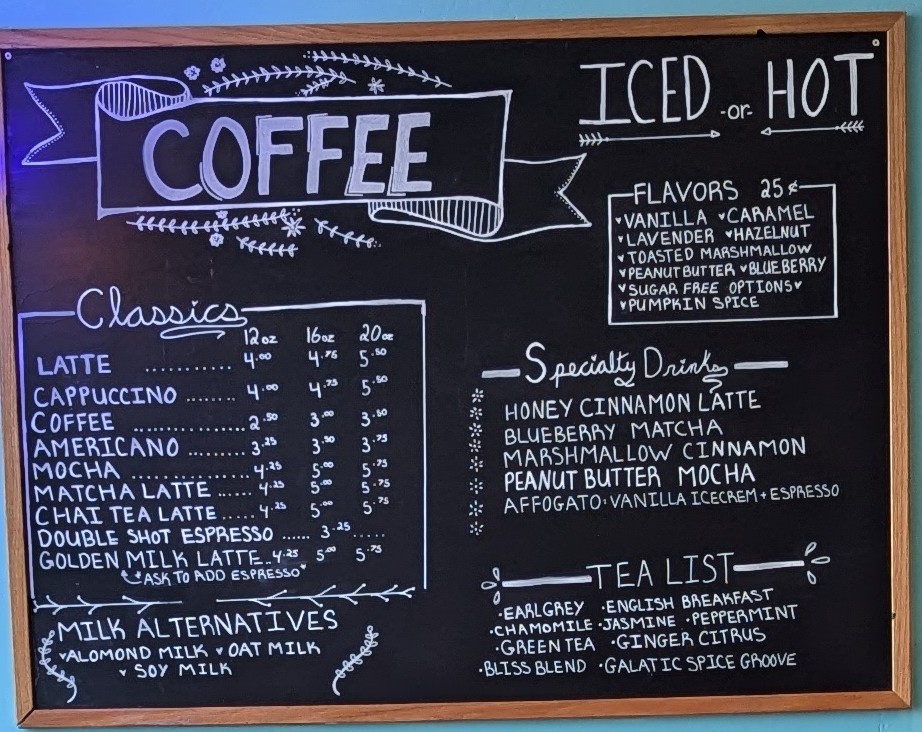 COFFEE
ICED -or- HOT
FLAVORS 25¢
VANILLA CARAMEL
LAVENDER HAZELNUT
TOASTED MARSHMALLOW
PEANUT BUTTER BLUEBERRY
SUGAR FREE OPTIONS
PUMPKIN SPICE
Classics
12oz 16oz 20oz
LATTE ........... 4.00 4.75 5.50
CAPPUCCINO ........ 4.00 4.75 5.50
COFFEE .............. 2.50 3.00 3.50
AMERICANO ......... 3.25 3.50 3.75
MOCHA .............. 4.25 5.00 5.75
MATCHA LATTE ...... 4.25 5.00 5.75
CHAI TEA LATTE ..... 4.25 5.00 5.75
DOUBLE SHOT ESPRESSO ...... 3.25 .....
GOLDEN MILK LATTE.. 4.25 5.00 5.75
"ASK TO ADD ESPRESSO"
MILK ALTERNATIVES
ALOMOND MILK OAT MILK
SOY MILK
Specialty Drinks
HONEY CINNAMON LATTE
BLUEBERRY MATCHA
MARSHMALLOW CINNAMON
PEANUT BUTTER MOCHA
AFFOGATO: VANILLA ICECREM + ESPRESSO
TEA LIST
·EARL GREY ·ENGLISH BREAKFAST
·CHAMOMILE ·JASMINE ·PEPPERMINT
·GREEN TEA ·GINGER CITRUS
·BLISS BLEND ·GALATIC SPICE GROOVE